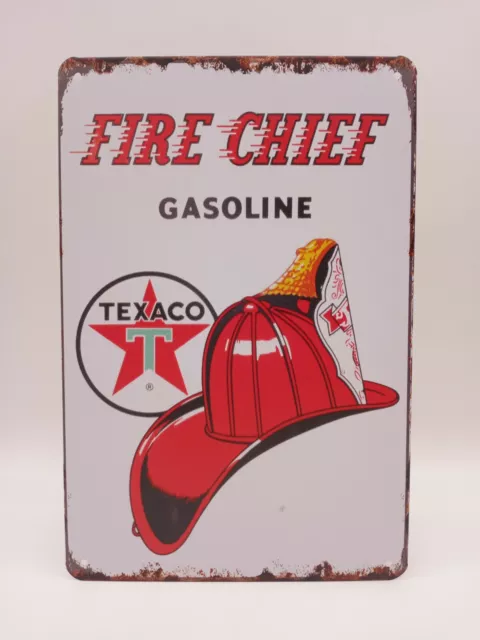 FIRE CHIEF
GASOLINE
TEXACO
T
®